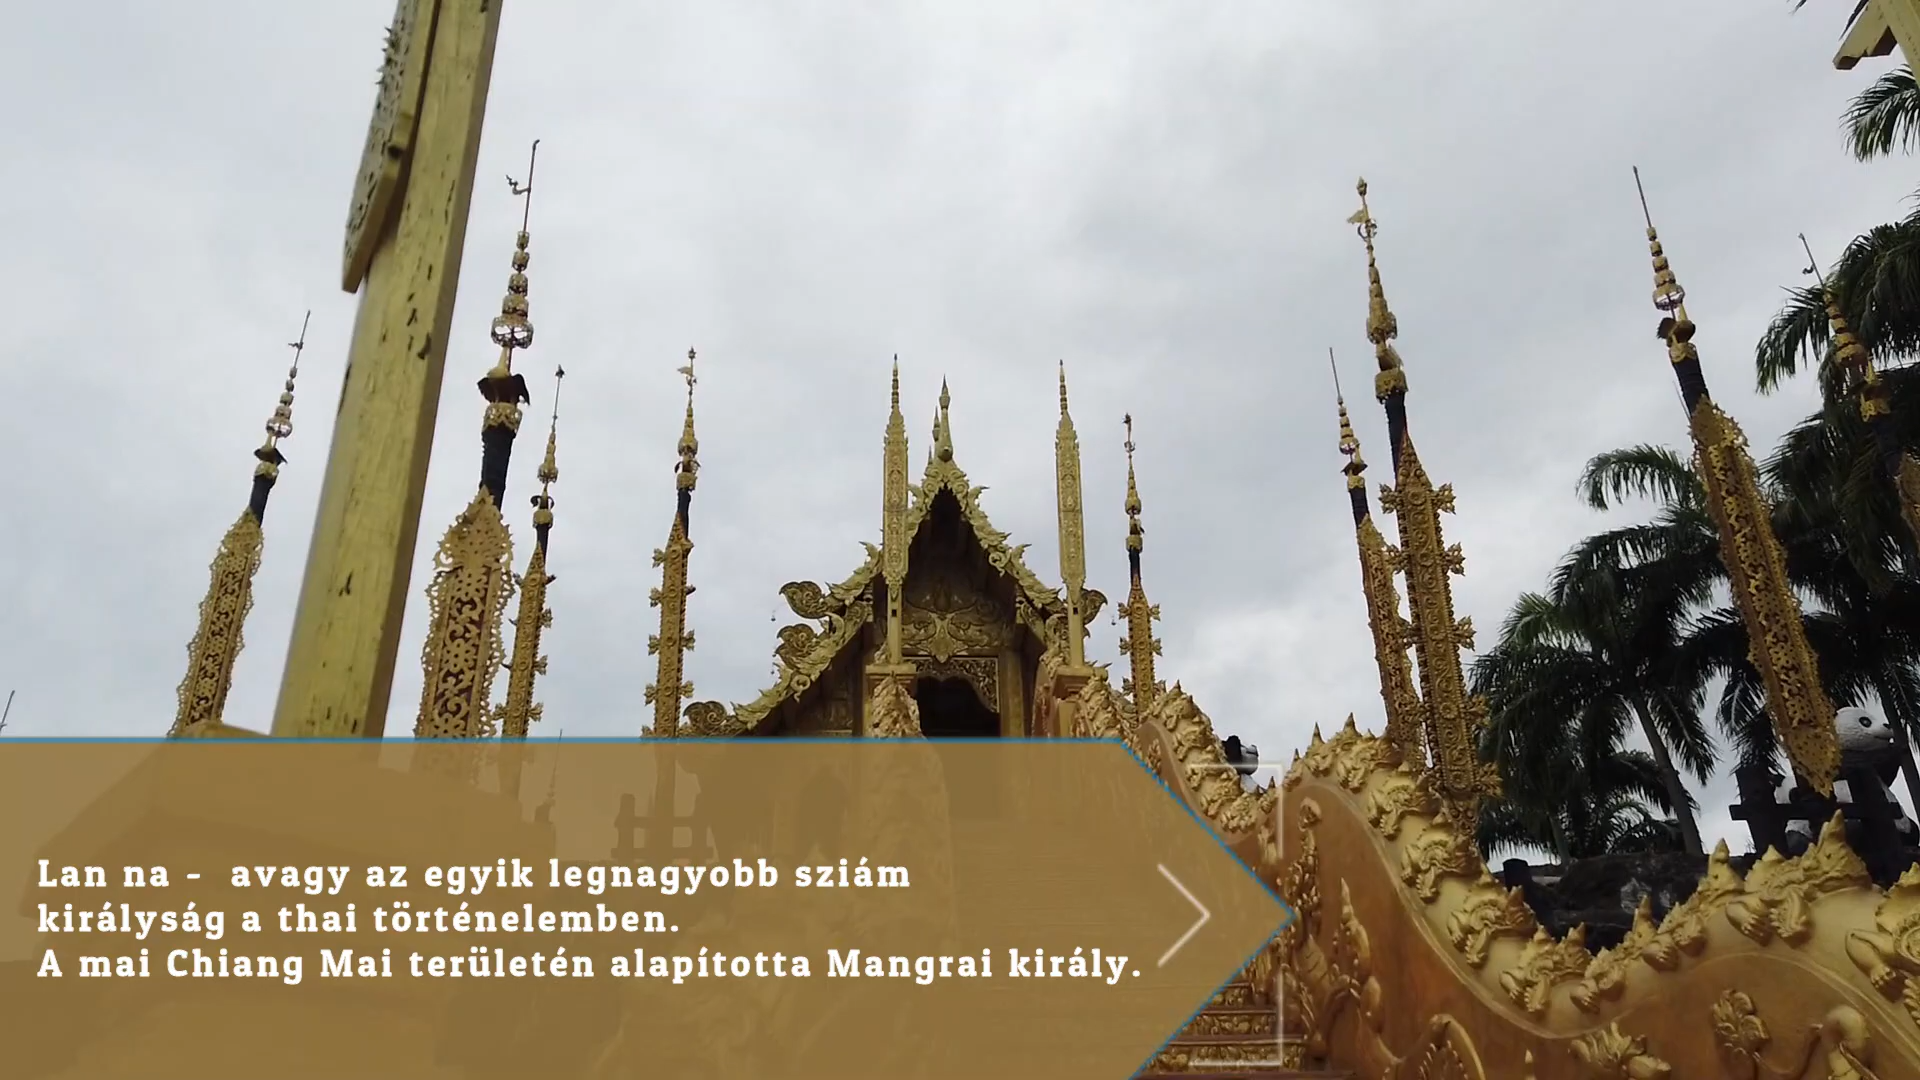 Lan na -  avagy az egyik legnagyobb sziám
királyság a thai történelemben.
A mai Chiang Mai területén alapította Mangrai király.